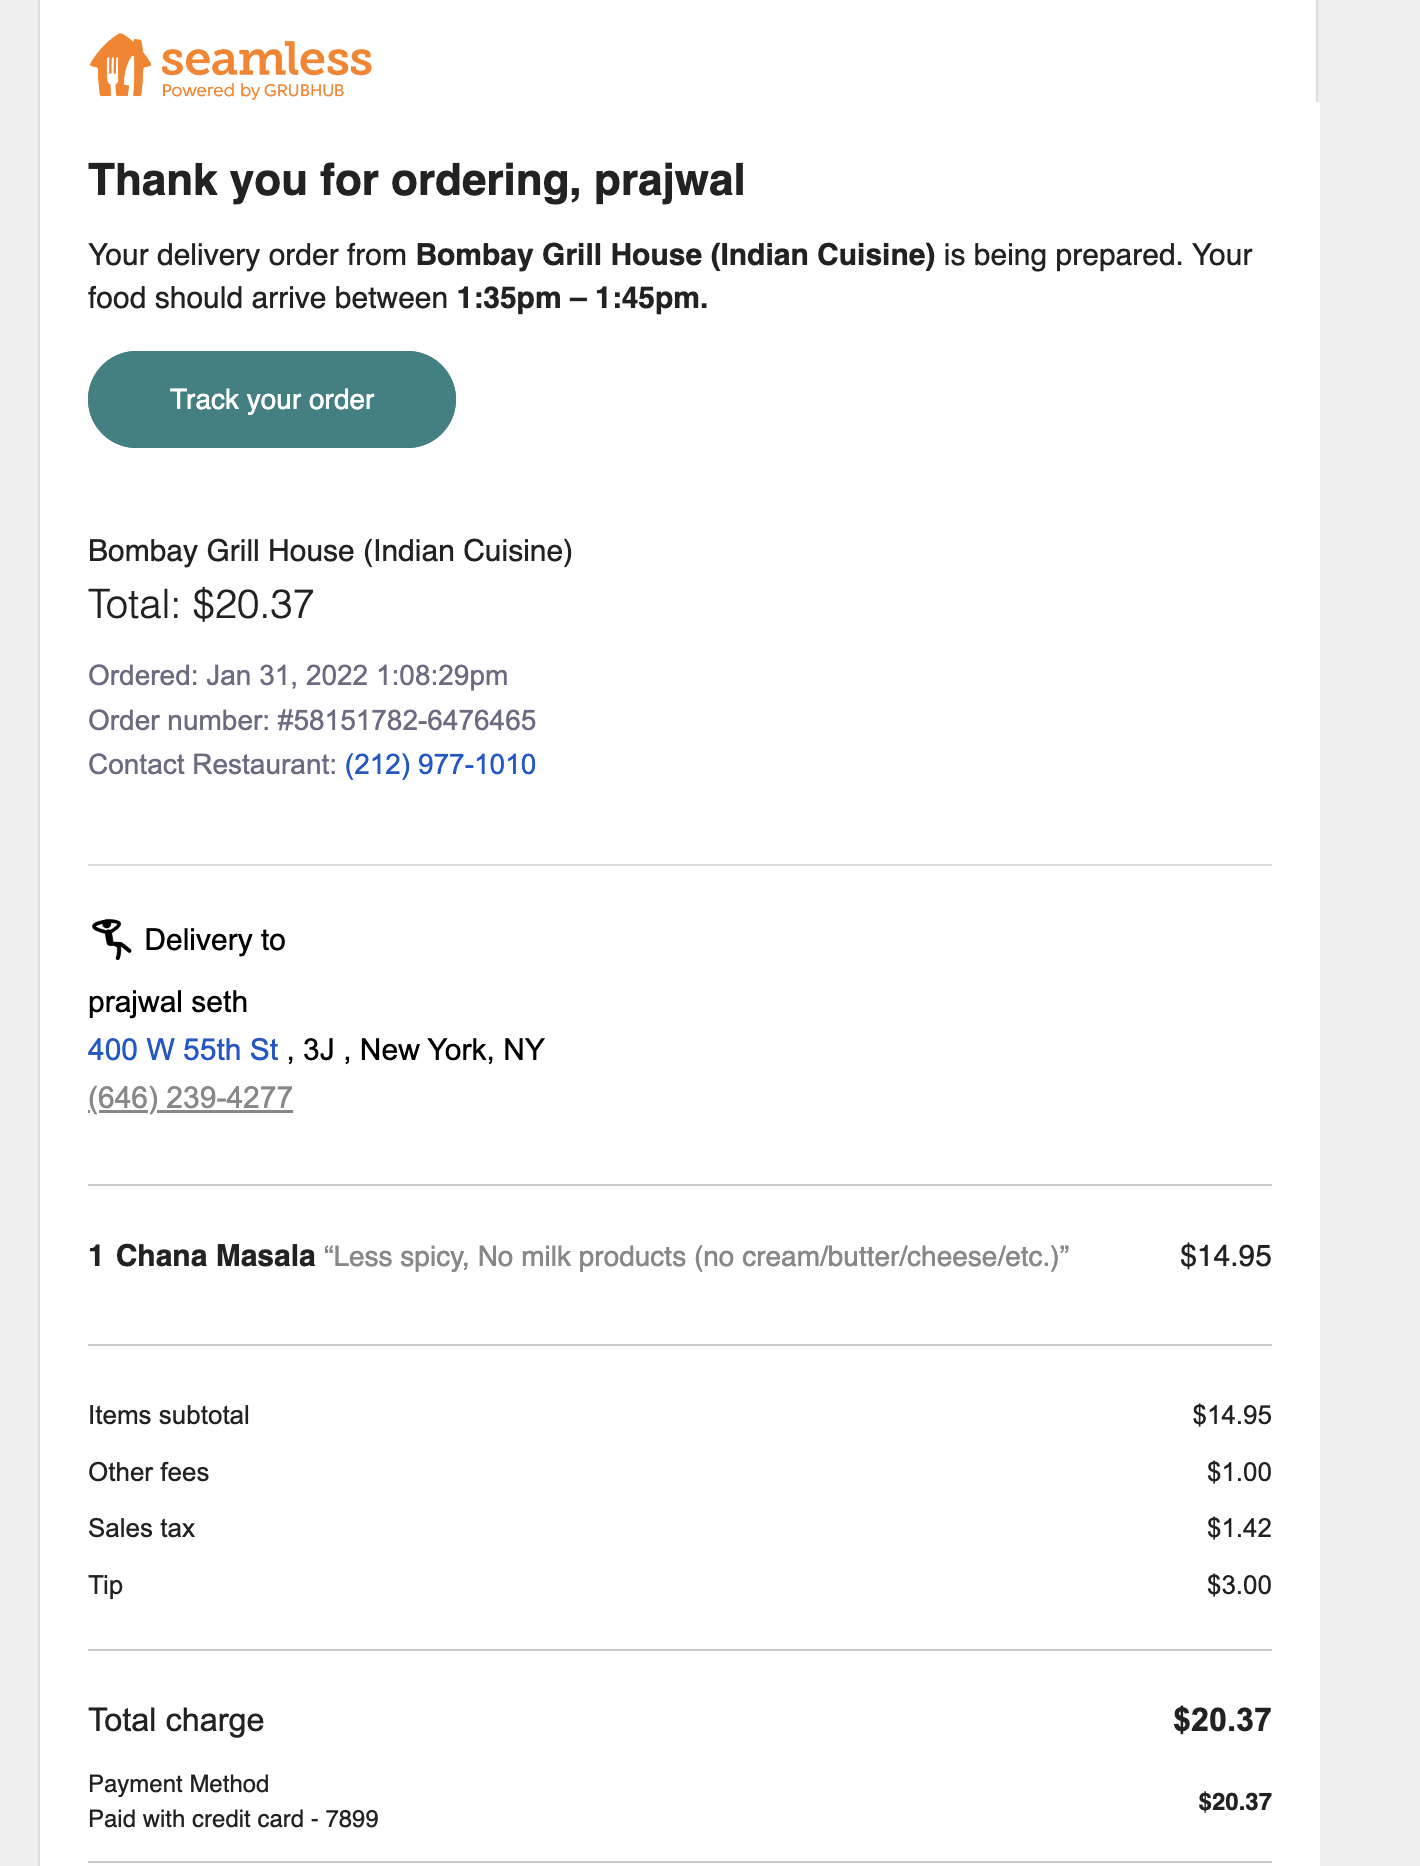 seamless
Powered by GRUBHUB
Thank you for ordering, prajwal
Your delivery order from Bombay Grill House (Indian Cuisine) is being prepared. Your
food should arrive between 1:35pm – 1:45pm.
Track your order
Bombay Grill House (Indian Cuisine)
Total: $20.37
Ordered: Jan 31, 2022 1:08:29pm
Order number: #58151782-6476465
Contact Restaurant: (212) 977-1010
Delivery to
prajwal seth
400 W 55th St , 3J , New York, NY
(646) 239-4277
1 Chana Masala “Less spicy, No milk products (no cream/butter/cheese/etc.)” $14.95
Items subtotal $14.95
Other fees $1.00
Sales tax $1.42
Tip $3.00
Total charge $20.37
Payment Method
Paid with credit card - 7899 $20.37